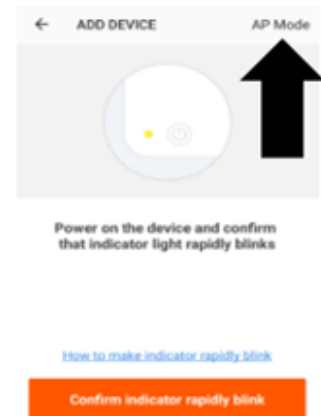 ← ADD DEVICE AP Mode
Power on the device and confirm
that indicator light rapidly blinks
How to make indicator rapidly blink
Confirm indicator rapidly blink